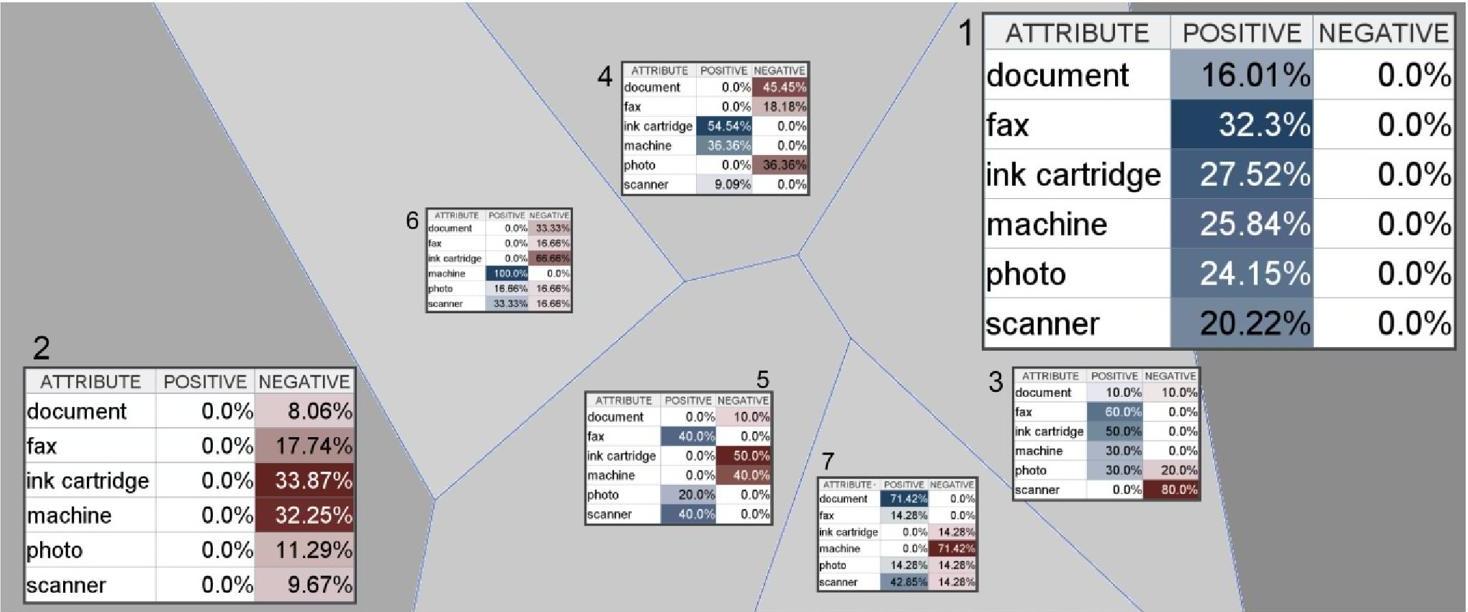 1
ATTRIBUTE POSITIVE NEGATIVE
document 16.01% 0.0%
fax 32.3% 0.0%
ink cartridge 27.52% 0.0%
machine 25.84% 0.0%
photo 24.15% 0.0%
scanner 20.22% 0.0%
4
ATTRIBUTE POSITIVE NEGATIVE
document 0.0% 45.45%
fax 0.0% 18.18%
ink cartridge 54.54% 0.0%
machine 36.36% 0.0%
photo 0.0% 36.36%
scanner 9.09% 0.0%
6
ATTRIBUTE POSITIVE NEGATIVE
document 0.0% 33.33%
fax 0.0% 16.66%
ink cartridge 0.0% 66.66%
machine 100.0% 0.0%
photo 16.66% 16.66%
scanner 33.33% 16.66%
2
ATTRIBUTE POSITIVE NEGATIVE
document 0.0% 8.06%
fax 0.0% 17.74%
ink cartridge 0.0% 33.87%
machine 0.0% 32.25%
photo 0.0% 11.29%
scanner 0.0% 9.67%
5
ATTRIBUTE POSITIVE NEGATIVE
document 0.0% 10.0%
fax 40.0% 0.0%
ink cartridge 0.0% 50.0%
machine 0.0% 40.0%
photo 20.0% 0.0%
scanner 40.0% 0.0%
3
ATTRIBUTE POSITIVE NEGATIVE
document 10.0% 10.0%
fax 60.0% 0.0%
ink cartridge 50.0% 0.0%
machine 30.0% 0.0%
photo 30.0% 20.0%
scanner 0.0% 80.0%
7
ATTRIBUTE - POSITIVE NEGATIVE
document 71.42% 0.0%
fax 14.28% 0.0%
ink cartridge 0.0% 14.28%
machine 0.0% 71.42%
photo 14.28% 14.28%
scanner 42.85% 14.28%